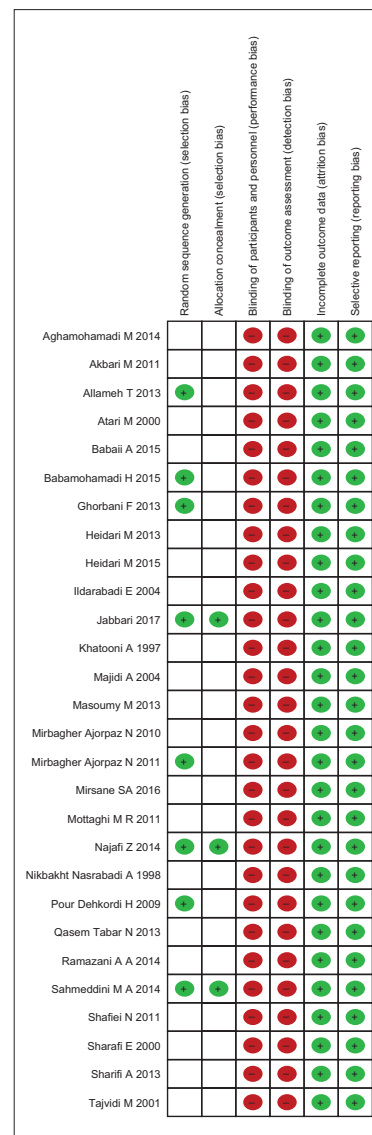 Random sequence generation (selection bias)
Allocation concealment (selection bias)
Blinding of participants and personnel (performance bias)
Blinding of outcome assessment (detection bias)
Incomplete outcome data (attrition bias)
Selective reporting (reporting bias)
Aghamohamadi M 2014 - - + +
Akbari M 2011 - - + +
Allameh T 2013 + - - + +
Atari M 2000 - - + +
Babaii A 2015 - - + +
Babamohamadi H 2015 + - - + +
Ghorbani F 2013 + - - + +
Heidari M 2013 - - + +
Heidari M 2015 - - + +
Ildarabadi E 2004 - - + +
Jabbari 2017 + + - - + +
Khatooni A 1997 - - + +
Majidi A 2004 - - + +
Masoumy M 2013 - - + +
Mirbagher Ajorpaz N 2010 - - + +
Mirbagher Ajorpaz N 2011 + - - + +
Mirsane SA 2016 - - + +
Mottaghi M R 2011 - - + +
Najafi Z 2014 + + - - + +
Nikbakht Nasrabadi A 1998 - - + +
Pour Dehkordi H 2009 + - - + +
Qasem Tabar N 2013 - - + +
Ramazani A A 2014 - - + +
Sahmeddini M A 2014 + + - - + +
Shafiei N 2011 - - + +
Sharafi E 2000 - - + +
Sharifi A 2013 - - + +
Tajvidi M 2001 - - + +